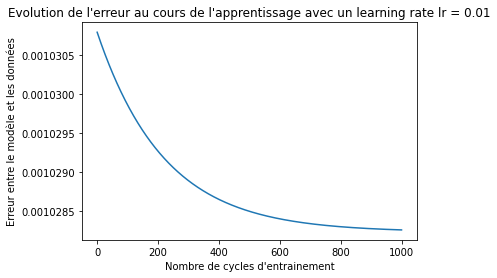 Evolution de l'erreur au cours de l'apprentissage avec un learning rate lr = 0.01
Erreur entre le modèle et les données
0.0010305
0.0010300
0.0010295
0.0010290
0.0010285
0 200 400 600 800 1000
Nombre de cycles d'entrainement